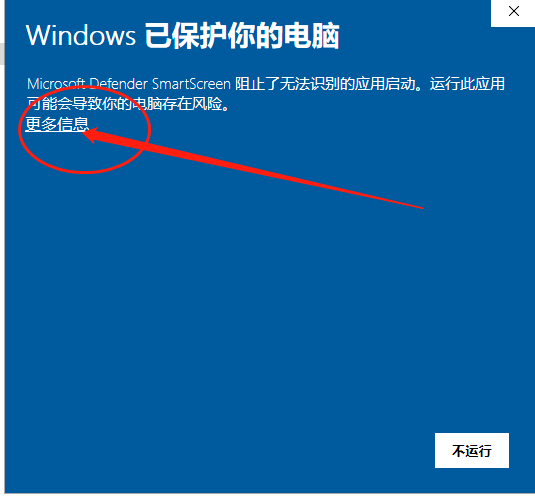 Windows 已保护你的电脑
Microsoft Defender SmartScreen 阻止了无法识别的应用启动。运行此应用
可能会导致你的电脑存在风险。
更多信息
不运行